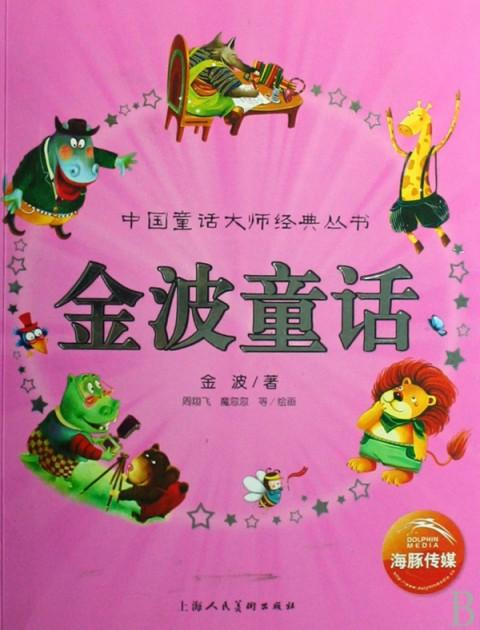 中国童话大师经典丛书
金波童话
金 波/著
周翊飞 魔忽忽 等/绘画
DOLPHIN
MEDIA
海豚传媒
上海人民美术出版社
B